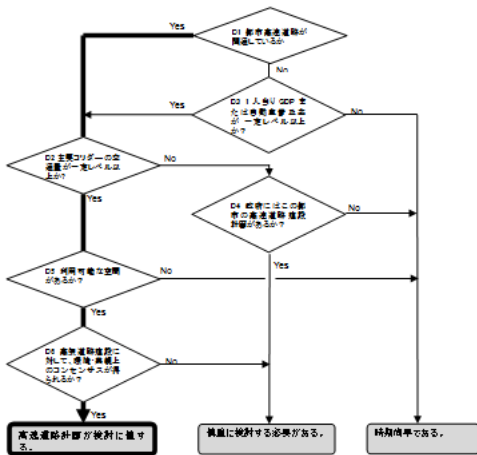 Yes
D1 都市高速道路が
開通しているか
No
Yes
D3 1人当り GDP ま
たは自動車普及率
が 一定レベル以上
か?
No
D2 主要コリダーの交
通量が一定レベル以
上か?
No
D4 政府にはこの都
市の高速道路建設
計画があるか?
No
Yes
Yes
D5 利用可能な空間
があるか?
No
Yes
D6 高架道路建設に
対して、環境・景観上
のコンセンサスが得
られるか?
No
Yes
高速道路計画が検討に値す
る。
慎重に検討する必要がある。
時期尚早である。